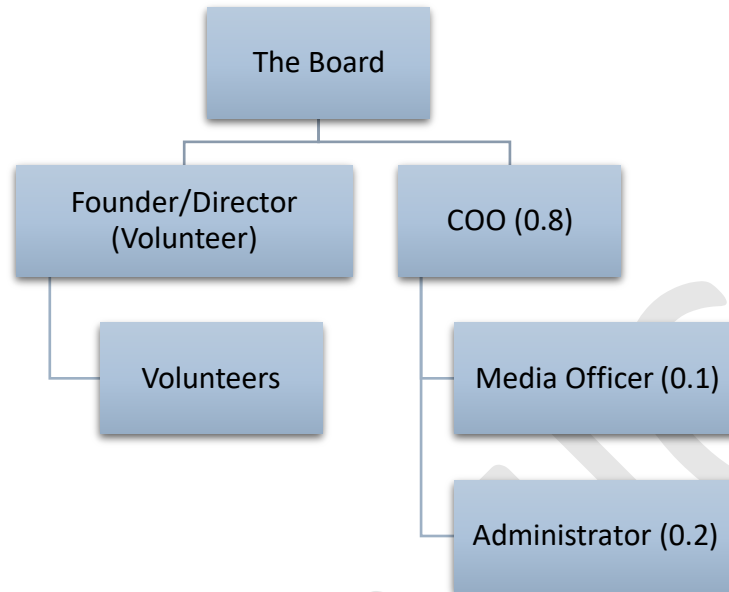 The Board
Founder/Director
(Volunteer)
COO (0.8)
Volunteers
Media Officer (0.1)
Administrator (0.2)